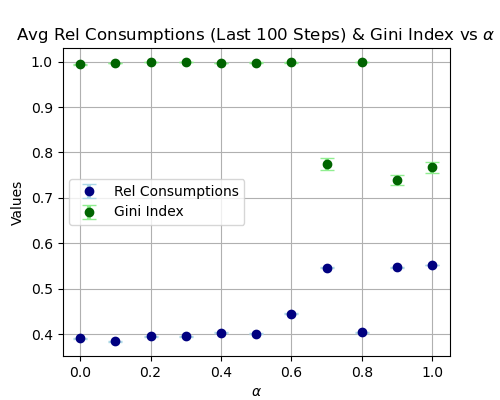 Avg Rel Consumptions (Last 100 Steps) & Gini Index vs α
1.0
0.9
0.8
0.7
0.6
0.5
0.4
Values
Rel Consumptions
Gini Index
0.0 0.2 0.4 0.6 0.8 1.0
α